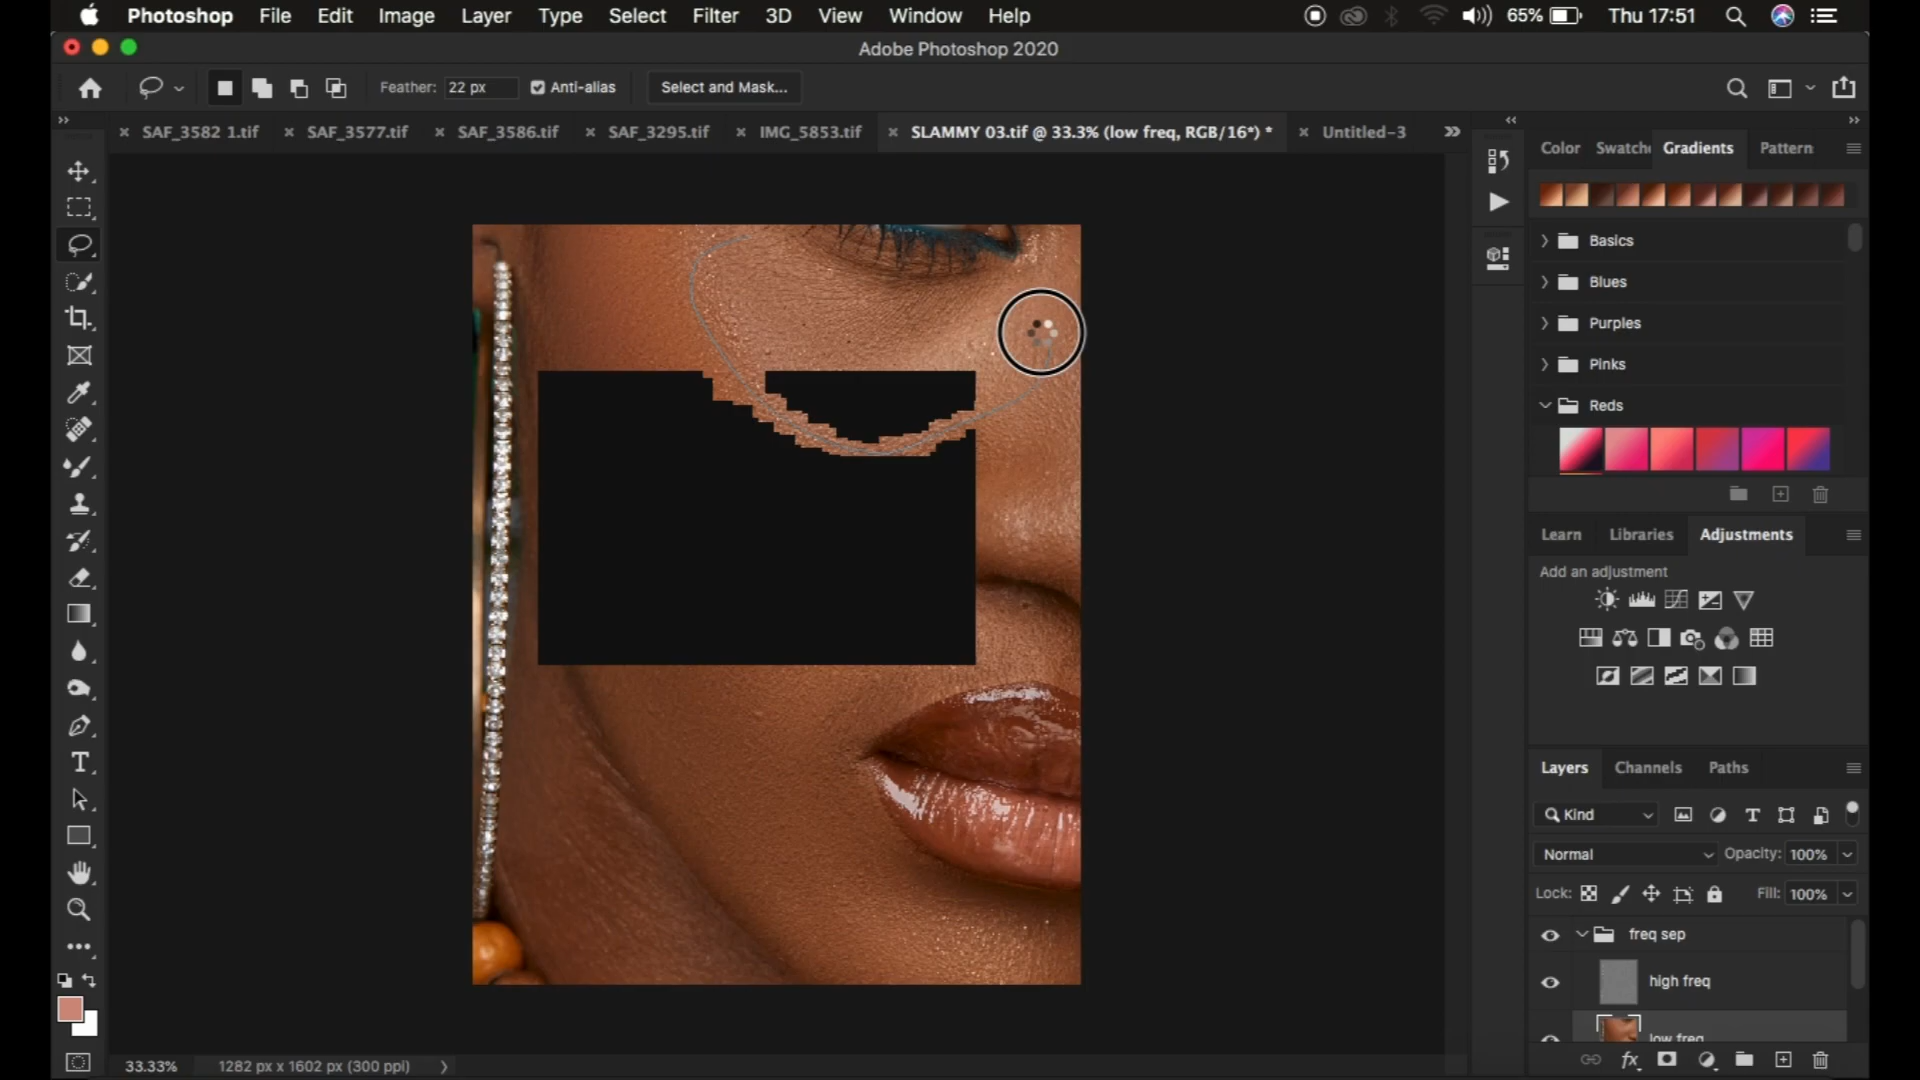 Photoshop File Edit Image Layer Type Select Filter 3D View Window Help 65% Thu 17:51
Adobe Photoshop 2020
Feather: 22 px Anti-alias Select and Mask...
SAF_3582 1.tif SAF_3577.tif SAF_3586.tif SAF_3295.tif IMG_5853.tif SLAMMY 03.tif @ 33.3% (low freq, RGB/16*) * Untitled-3
Color Swatche Gradients Pattern
Basics
Blues
Purples
Pinks
Reds
Learn Libraries Adjustments
Add an adjustment
Layers Channels Paths
Kind
Normal Opacity: 100%
Lock: Fill: 100%
freq sep
high freq
low freq
33.33% 1282 px x 1602 px (300 ppi)